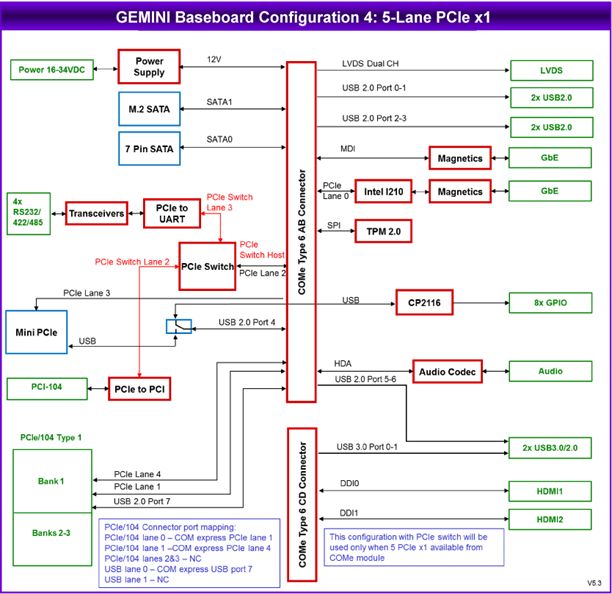 GEMINI Baseboard Configuration 4: 5-Lane PCIe x1
Power 16-34VDC
Power
Supply
12V
M.2 SATA
SATA1
7 Pin SATA
SATA0
4x
RS232/
422/485
Transceivers
PCIe to
UART
PCIe Switch
Lane 3
PCIe Switch
PCIe
Switch Host
PCIe Lane 2
PCIe Switch Lane 2
PCIe Lane 3
Mini PCIe
USB
USB 2.0 Port 4
PCI-104
PCIe to PCI
PCIe/104 Type 1
Bank 1
Banks 2-3
PCIe Lane 4
PCIe Lane 1
USB 2.0 Port 7
COMe Type 6 AB Connector
LVDS Dual CH
LVDS
USB 2.0 Port 0-1
2x USB2.0
USB 2.0 Port 2-3
2x USB2.0
MDI
Magnetics
GbE
PCIe
Lane 0
Intel I210
Magnetics
GbE
SPI
TPM 2.0
USB
CP2116
8x GPIO
HDA
Audio Codec
Audio
USB 2.0 Port 5-6
COMe Type 6 CD Connector
USB 3.0 Port 0-1
2x USB3.0/2.0
DDI0
HDMI1
DDI1
HDMI2
PCIe/104 Connector port mapping:
PCIe/104 lane 0 – COM express PCIe lane 1
PCIe/104 lane 1 –COM express PCIe lane 4
PCIe/104 lanes 2&3 – NC
USB lane 0 – COM express USB port 7
USB lane 1 – NC
This configuration with PCIe switch will be
used only when 5 PCIe x1 available from
COMe module
V5.3